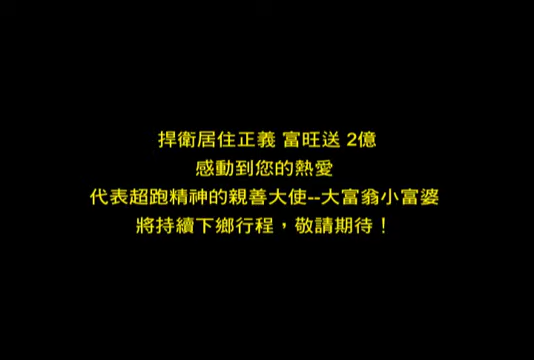 捍衛居住正義 富旺送 2億
感動到您的熱愛
代表超跑精神的親善大使--大富翁小富婆
將持續下鄉行程，敬請期待！